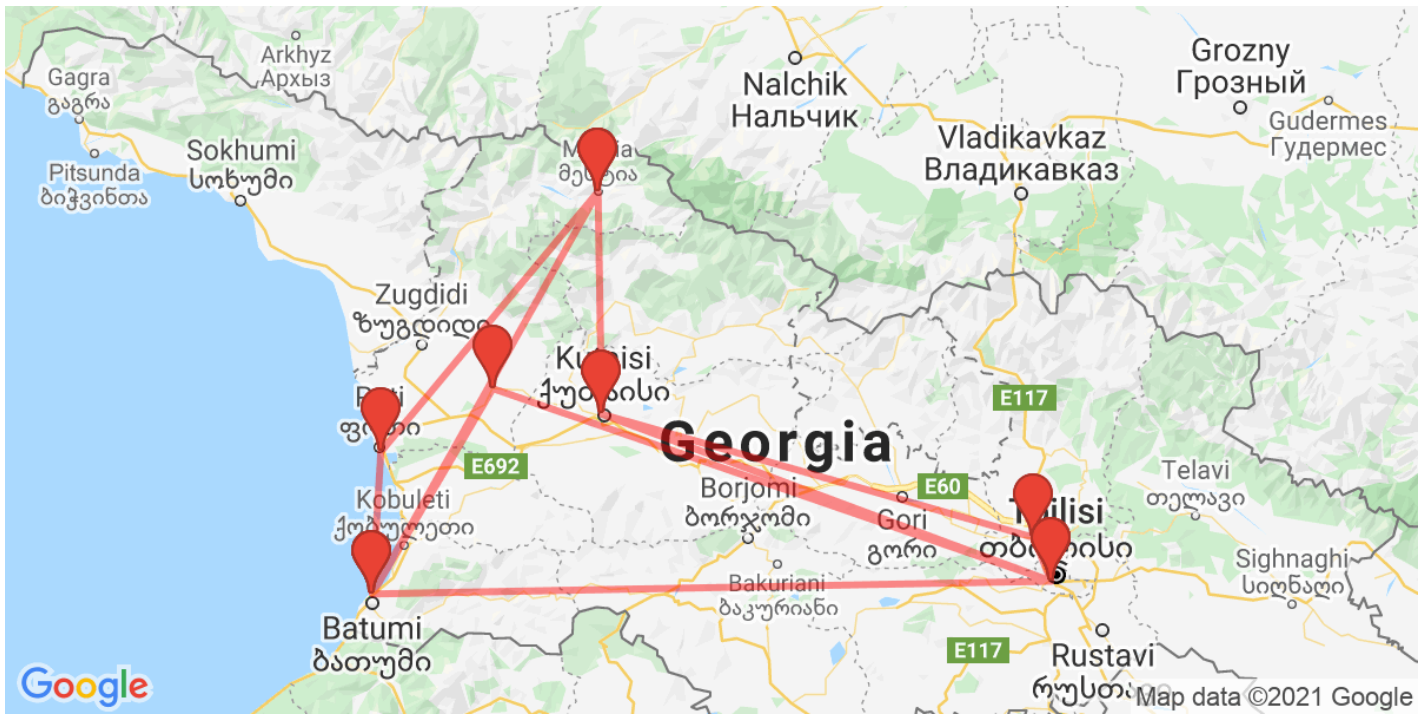 Arkhyz
Архыз
Gagra
გაგრა
Pitsunda
ბიჭვინთა
Sokhumi
სოხუმი
Nalchik
Нальчик
Grozny
Грозный
Gudermes
Гудермес
Vladikavkaz
Владикавказ
მესტია
Zugdidi
ზუგდიდი
E692
Kobuleti
ქობულეთი
Batumi
ბათუმი
Georgia
Borjomi
ბორჯომი
Bakuriani
ბაკურიანი
Gori
გორი
E60
E117
Telavi
თელავი
Sighnaghi
სიღნაღი
E117
Rustavi
Google
Map data ©2021 Google